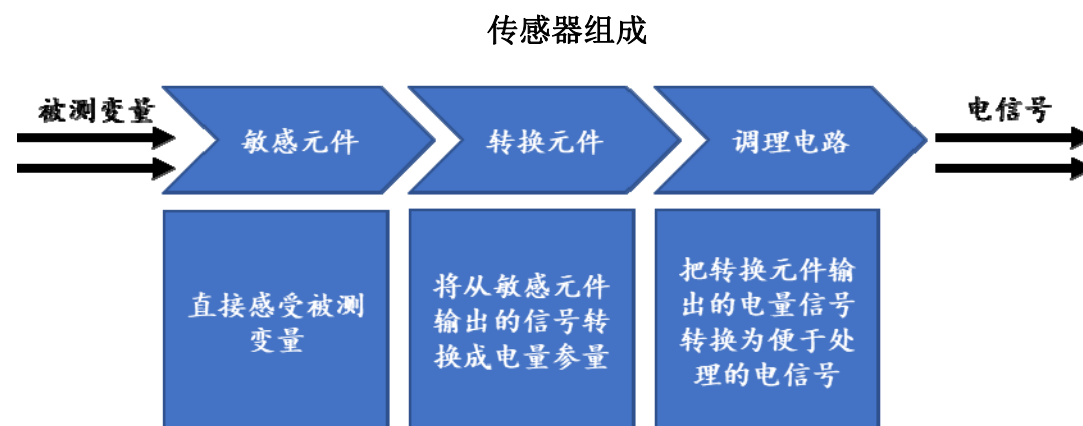 传感器组成
被测变量
敏感元件
转换元件
调理电路
电信号
直接感受被测
变量
将从敏感元件
输出的信号转
换成电量参量
把转换元件输
出的电量信号
转换为便于处
理的电信号